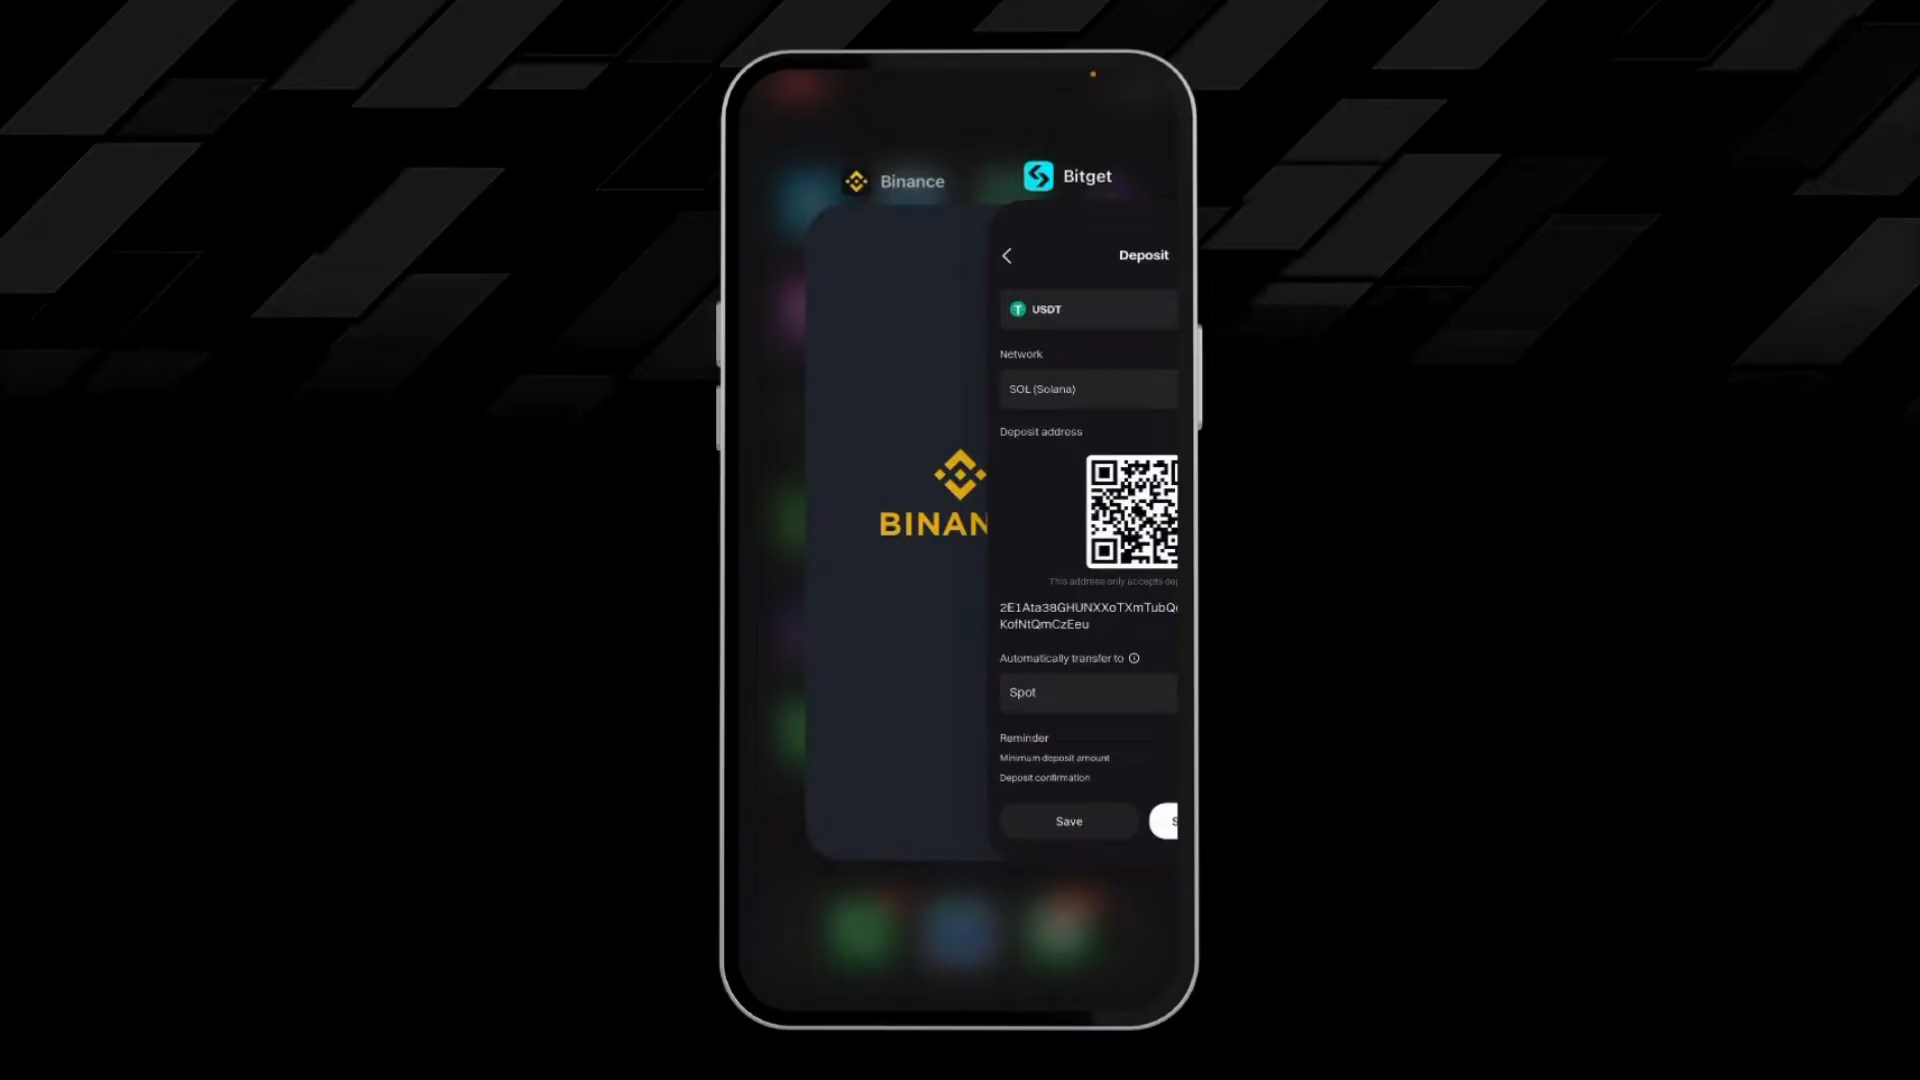 Binance
Bitget
Deposit
USDT
Network
SOL (Solana)
Deposit address
BINAN
This address only accepts dep
2E1Ata38GHUNXXoTXmTubQ
KofNtQmCzEeu
Automatically transfer to
Spot
Reminder
Minimum deposit amount
Deposit confirmation
Save
S